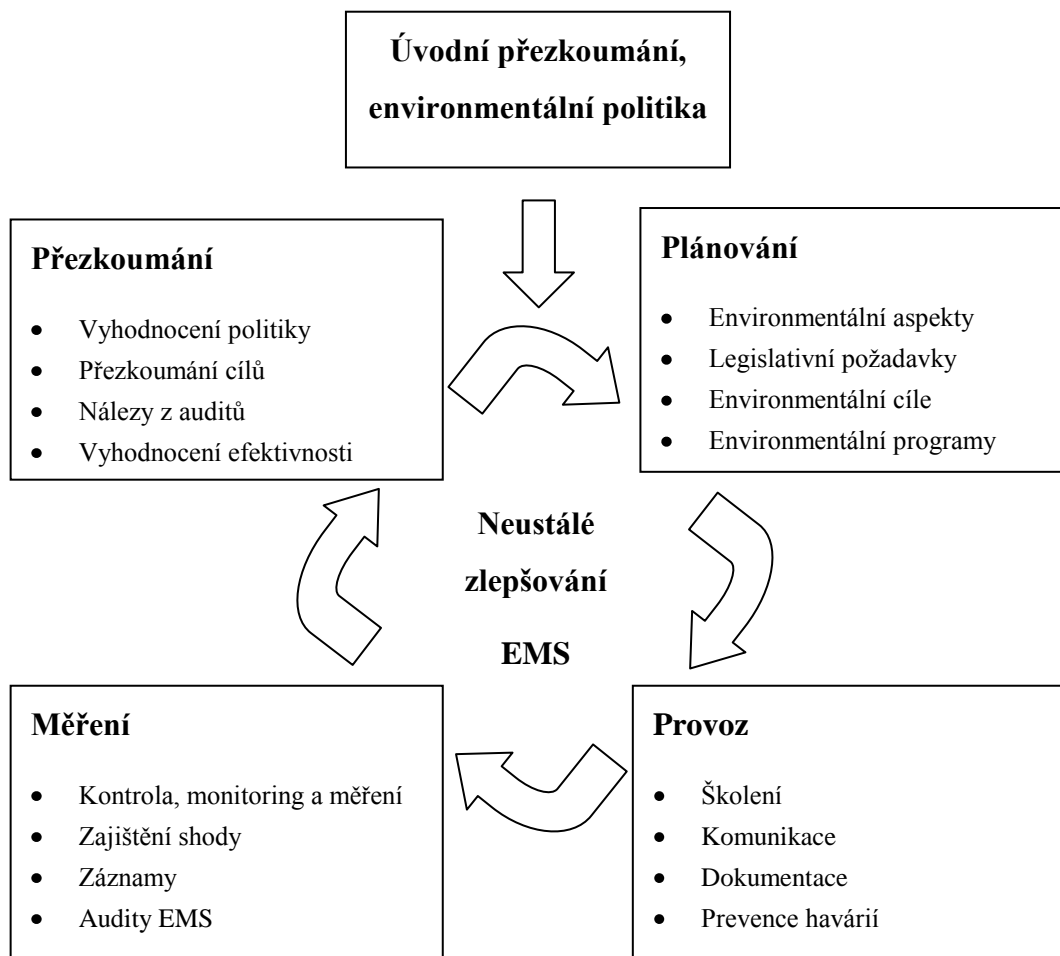 Úvodní přezkoumání,
environmentální politika
Přezkoumání
• Vyhodnocení politiky
• Přezkoumání cílů
• Nálezy z auditů
• Vyhodnocení efektivnosti
Plánování
• Environmentální aspekty
• Legislativní požadavky
• Environmentální cíle
• Environmentální programy
Neustálé
zlepšování
EMS
Měření
• Kontrola, monitoring a měření
• Zajištění shody
• Záznamy
• Audity EMS
Provoz
• Školení
• Komunikace
• Dokumentace
• Prevence havárií